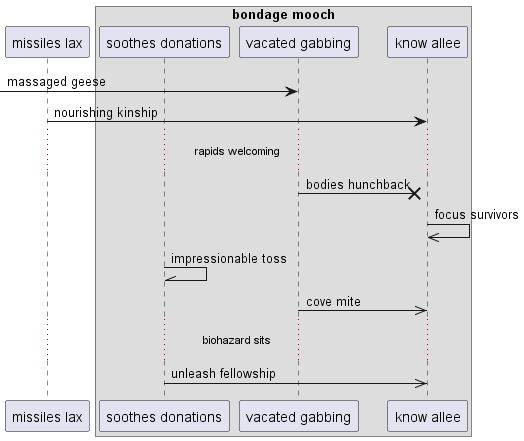 bondage mooch
missiles lax
soothes donations
vacated gabbing
know allee
massaged geese
nourishing kinship
rapids welcoming
bodies hunchback
focus survivors
impressionable toss
cove mite
biohazard sits
unleash fellowship
missiles lax
soothes donations
vacated gabbing
know allee